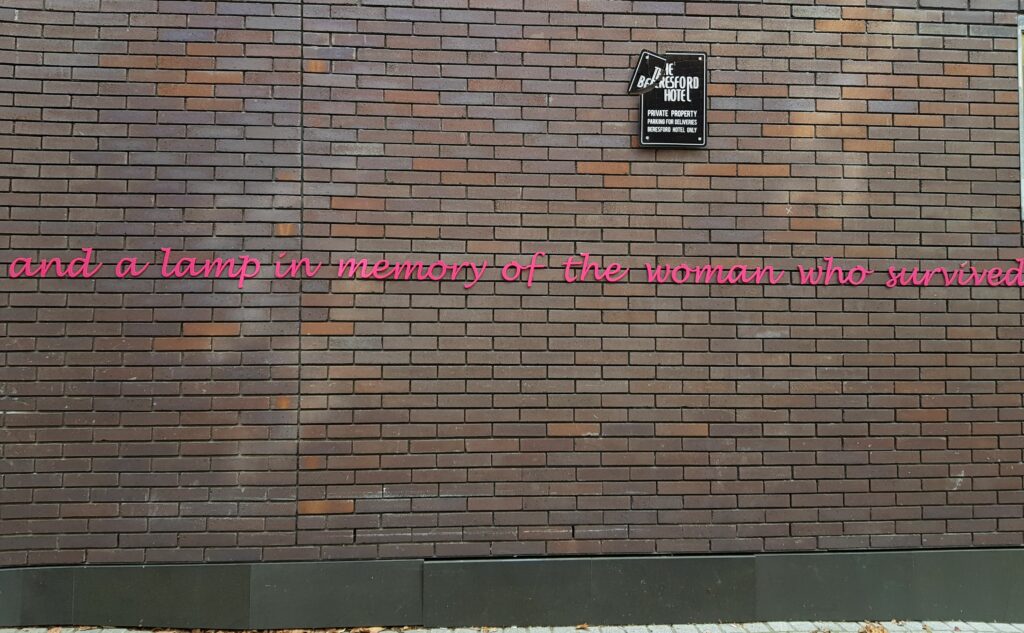 THE
BERESFORD
HOTEL
PRIVATE PROPERTY
PARKING FOR DELIVERIES
BERESFORD HOTEL ONLY
and a lamp in memory of the woman who survived